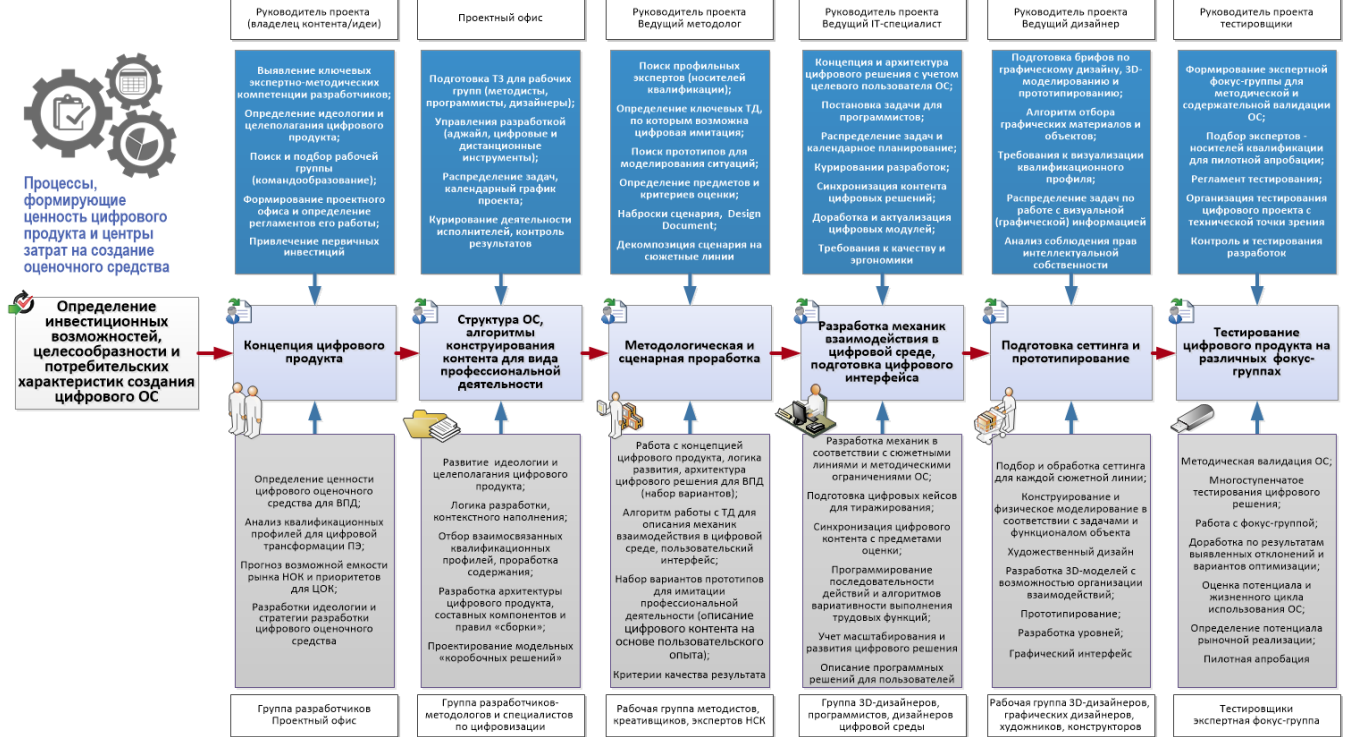 Руководитель проекта
(владелец контента/идеи)
Проектный офис
Руководитель проекта
Ведущий методолог
Руководитель проекта
Ведущий IT-специалист
Руководитель проекта
Ведущий дизайнер
Руководитель проекта
тестировщики
Процессы,
формирующие
ценность цифрового
продукта и центры
затрат на создание
оценочного средства
Выявление ключевых
экспертно-методических
компетенции разработчиков;
Определение идеологии и
целеполагания цифрового
продукта;
Поиск и подбор рабочей
группы
(командообразование);
Формирование проектного
офиса и определение
регламентов его работы;
Привлечение первичных
инвестиций
Подготовка ТЗ для рабочих
групп (методисты,
программисты, дизайнеры);
Управления разработкой
(аджайл, цифровые и
дистанционные
инструменты);
Распределение задач,
календарный график
проекта;
Курирование деятельности
исполнителей, контроль
результатов
Поиск профильных
экспертов (носителей
квалификации);
Определение ключевых ТД,
по которым возможна
цифровая имитация;
Поиск прототипов для
моделирования ситуаций;
Определение предметов и
критериев оценки;
Наброски сценария, Design
Document;
Декомпозиция сценария на
сюжетные линии
Концепция и архитектура
цифрового решения с учетом
целевого пользователя ОС;
Постановка задачи для
программистов;
Распределение задач и
календарное планирование;
Курировании разработок;
Синхронизация контента
цифровых решений;
Доработка и актуализация
цифровых модулей;
Требования к качеству и
эргономики
Подготовка брифов по
графическому дизайну, 3D-
моделированию и
прототипированию;
Алгоритм отбора
графических материалов и
объектов;
Требования к визуализации
квалификационного
профиля;
Распределение задач по
работе с визуальной
(графической) информацией
Анализ соблюдения прав
интеллектуальной
собственности
Формирование экспертной
фокус-группы для
методической и
содержательной валидации
ОС;
Подбор экспертов -
носителей квалификации
для пилотной апробации;
Регламент тестирования;
Организация тестирования
цифрового проекта с
технической точки зрения
Контроль и тестирования
разработок
Определение
инвестиционных
возможностей,
целесообразности и
потребительских
характеристик создания
цифрового ОС
Концепция цифрового
продукта
Структура ОС,
алгоритмы
конструирования
контента для вида
профессиональной
деятельности
Методологическая и
сценарная проработка
Разработка механик
взаимодействия в
цифровой среде,
подготовка цифрового
интерфейса
Подготовка сеттинга и
прототипирование
Тестирование
цифрового продукта на
различных фокус-
группах
Определение ценности
цифрового оценочного
средства для ВПД;
Анализ квалификационных
профилей для цифровой
трансформации ПЭ;
Прогноз возможной емкости
рынка НОК и приоритетов
для ЦОК;
Разработки идеологии и
стратегии разработки
цифрового оценочного
средства
Развитие идеологии и
целеполагания цифрового
продукта;
Логика разработки,
контекстного наполнения;
Отбор взаимосвязанных
квалификационных
профилей, проработка
содержания;
Разработка архитектуры
цифрового продукта,
составных компонентов и
правил «сборки»;
Проектирование модельных
«коробочных решений»
Работа с концепцией
цифрового продукта, логика
развития, архитектура
цифрового решения для ВПД
(набор вариантов);
Алгоритм работы с ТД для
описания механик
взаимодействия в цифровой
среде, пользовательский
интерфейс;
Набор вариантов прототипов
для имитации
профессиональной
деятельности (описание
цифрового контента на
основе пользовательского
опыта);
Критерии качества результата
Разработка механик в
соответствии с сюжетными
линиями и методическими
ограничениями ОС;
Подготовка цифровых кейсов
для тиражирования;
Синхронизация цифрового
контента с предметами
оценки;
Программирование
последовательности
действий и алгоритмов
вариативности выполнения
трудовых функций;
Учет масштабирования и
развития цифрового решения
Описание программных
решений для пользователей
Подбор и обработка сеттинга
для каждой сюжетной линии;
Конструирование и
физическое моделирование в
соответствии с задачами и
функционалом объекта
Художественный дизайн
Разработка 3D-моделей с
возможностью организации
взаимодействий;
Прототипирование;
Разработка уровней;
Графический интерфейс
Методическая валидация ОС;
Многоступенчатое
тестирования цифрового
решения;
Работа с фокус-группой;
Доработка по результатам
выявленных отклонений и
вариантов оптимизации;
Оценка потенциала и
жизненного цикла
использования ОС;
Определение потенциала
рыночной реализации;
Пилотная апробация
Группа разработчиков
Проектный офис
Группа разработчиков-
методологов и специалистов
по цифровизации
Рабочая группа методистов,
креативщиков, экспертов НСК
Группа 3D-дизайнеров,
программистов, дизайнеров
цифровой среды
Рабочая группа 3D-дизайнеров,
графических дизайнеров,
художников, конструкторов
Тестировщики
экспертная фокус-группа